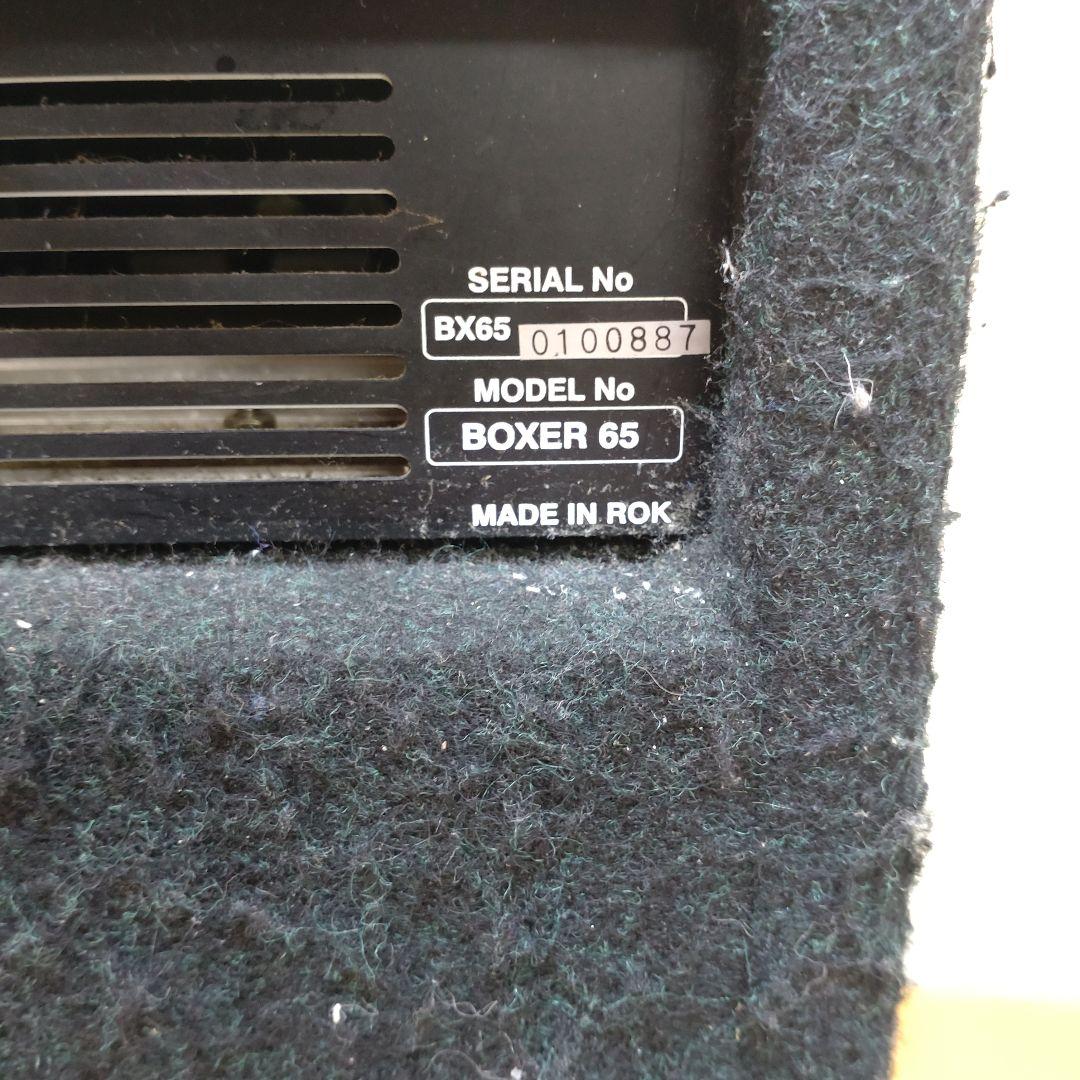 SERIAL No
BX65 0100887
MODEL No
BOXER 65
MADE IN ROK